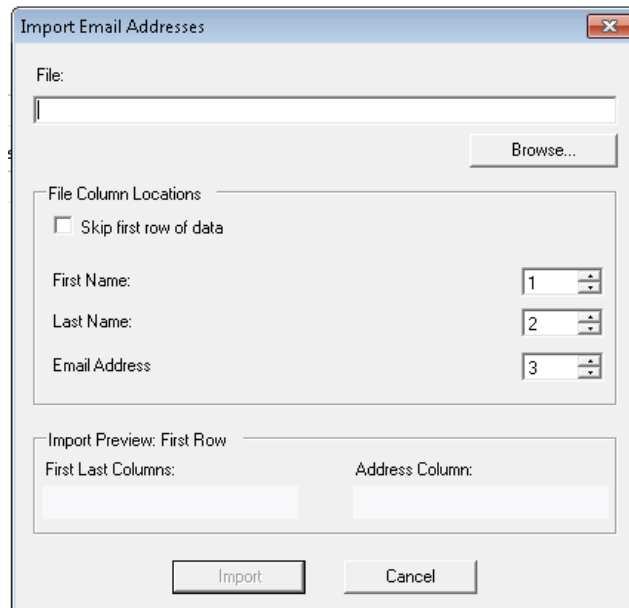 Import Email Addresses
File:
Browse...
File Column Locations
Skip first row of data
First Name:
1
Last Name:
2
Email Address
3
Import Preview: First Row
First Last Columns:
Address Column:
Import
Cancel